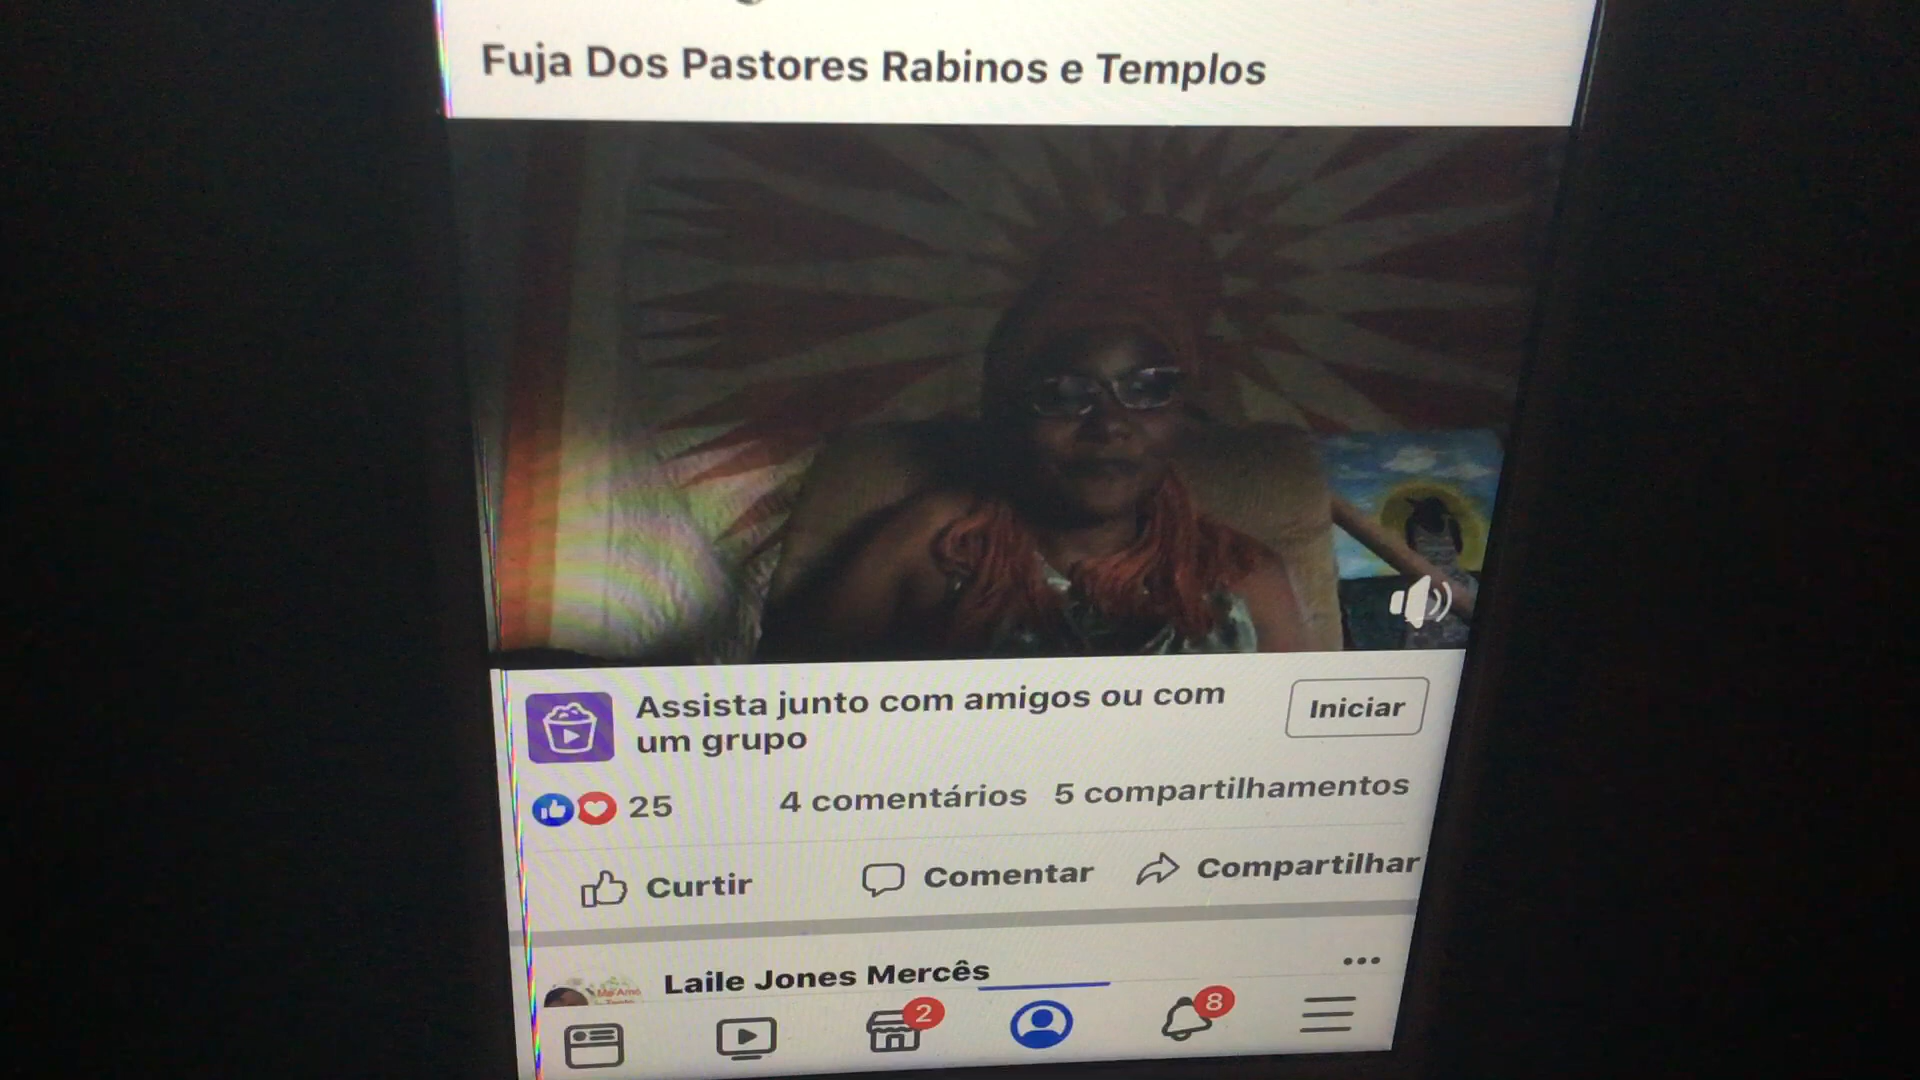 Fuja Dos Pastores Rabinos e Templos
Assista junto com amigos ou com
um grupo
Iniciar
25
4 comentários 5 compartilhamentos
Curtir
Comentar
Compartilhar
Laile Jones Mercês
2
8